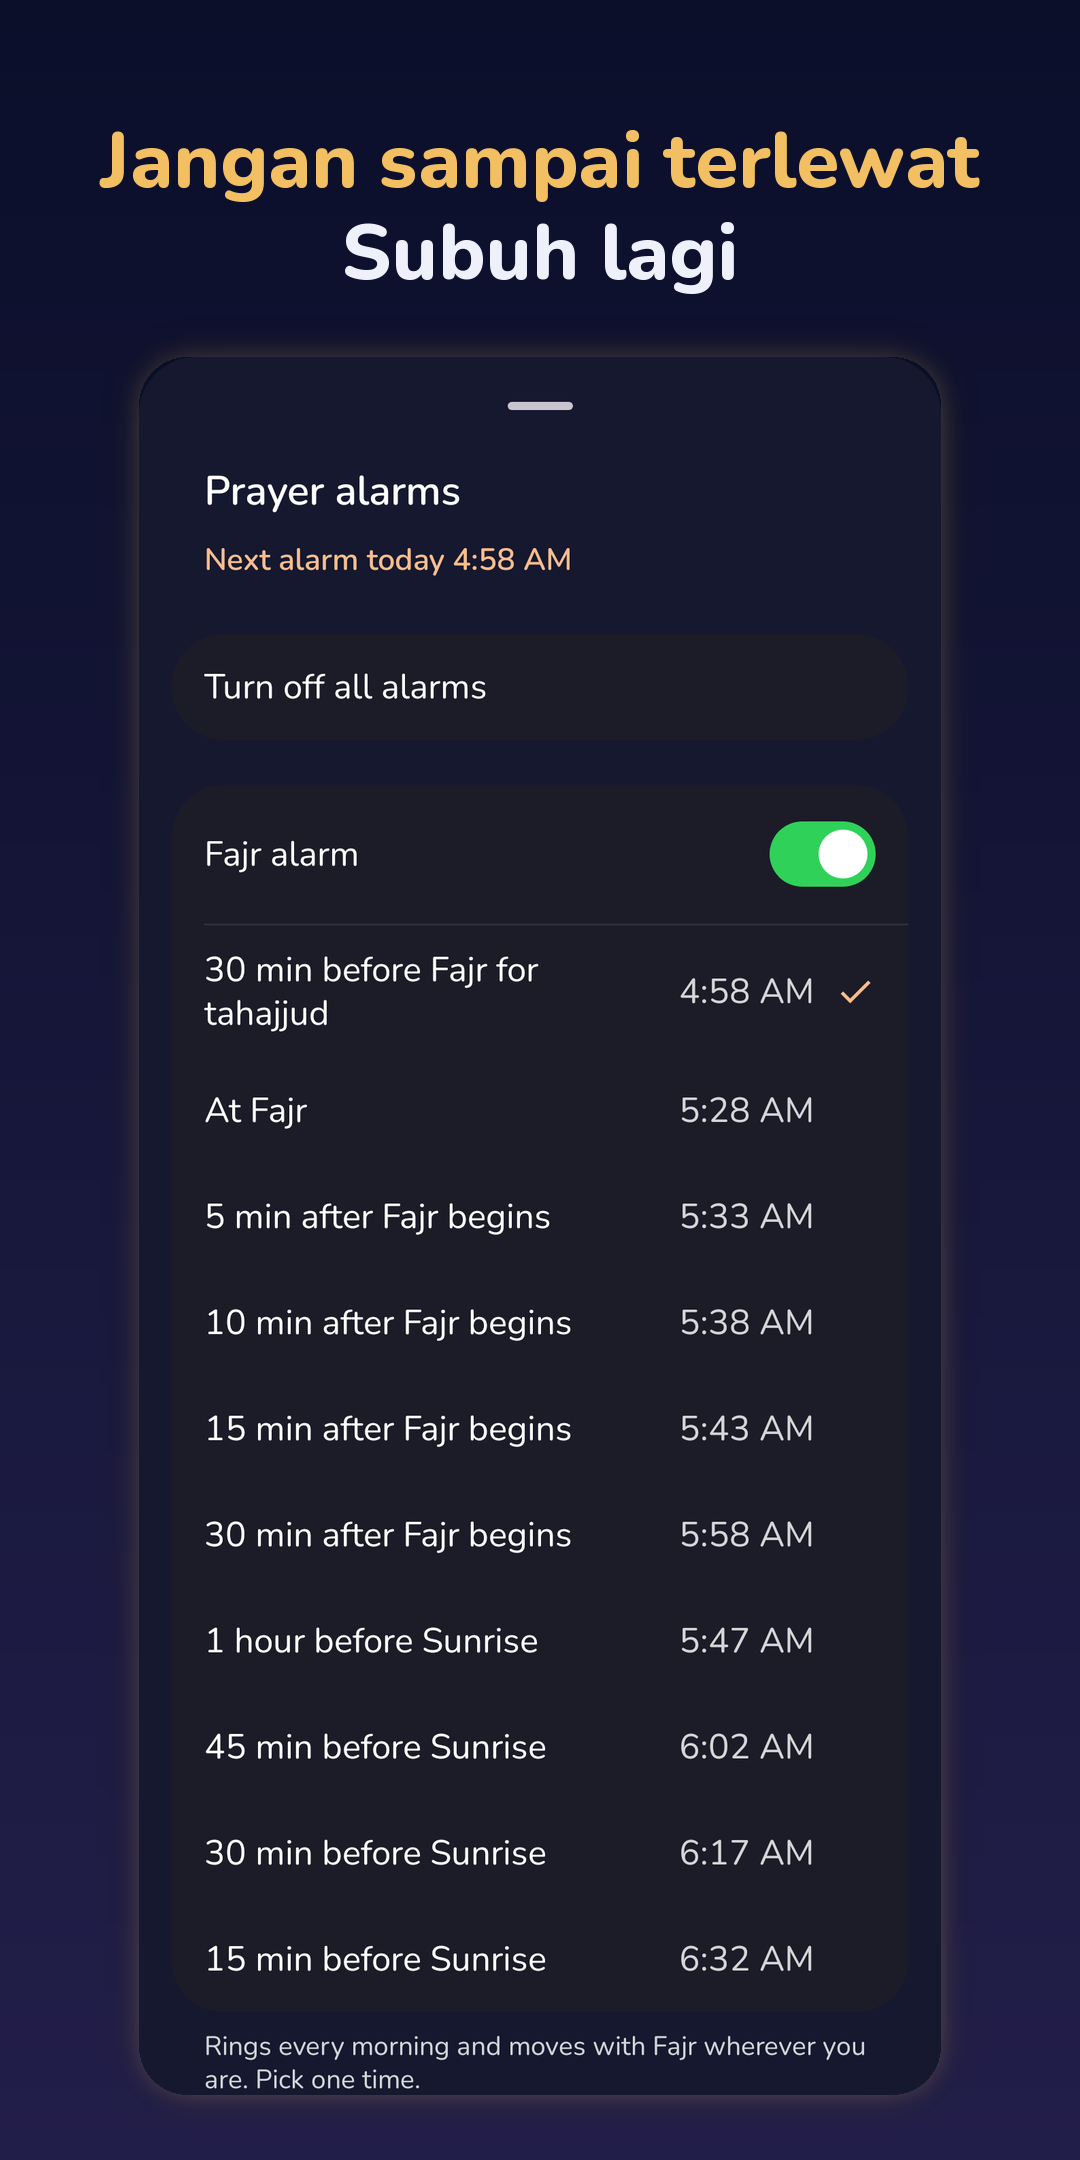 Jangan sampai terlewat
Subuh lagi
Prayer alarms
Next alarm today 4:58 AM
Turn off all alarms
Fajr alarm
30 min before Fajr for
tahajjud
4:58 AM
At Fajr 5:28 AM
5 min after Fajr begins 5:33 AM
10 min after Fajr begins 5:38 AM
15 min after Fajr begins 5:43 AM
30 min after Fajr begins 5:58 AM
1 hour before Sunrise 5:47 AM
45 min before Sunrise 6:02 AM
30 min before Sunrise 6:17 AM
15 min before Sunrise 6:32 AM
Rings every morning and moves with Fajr wherever you
are. Pick one time.